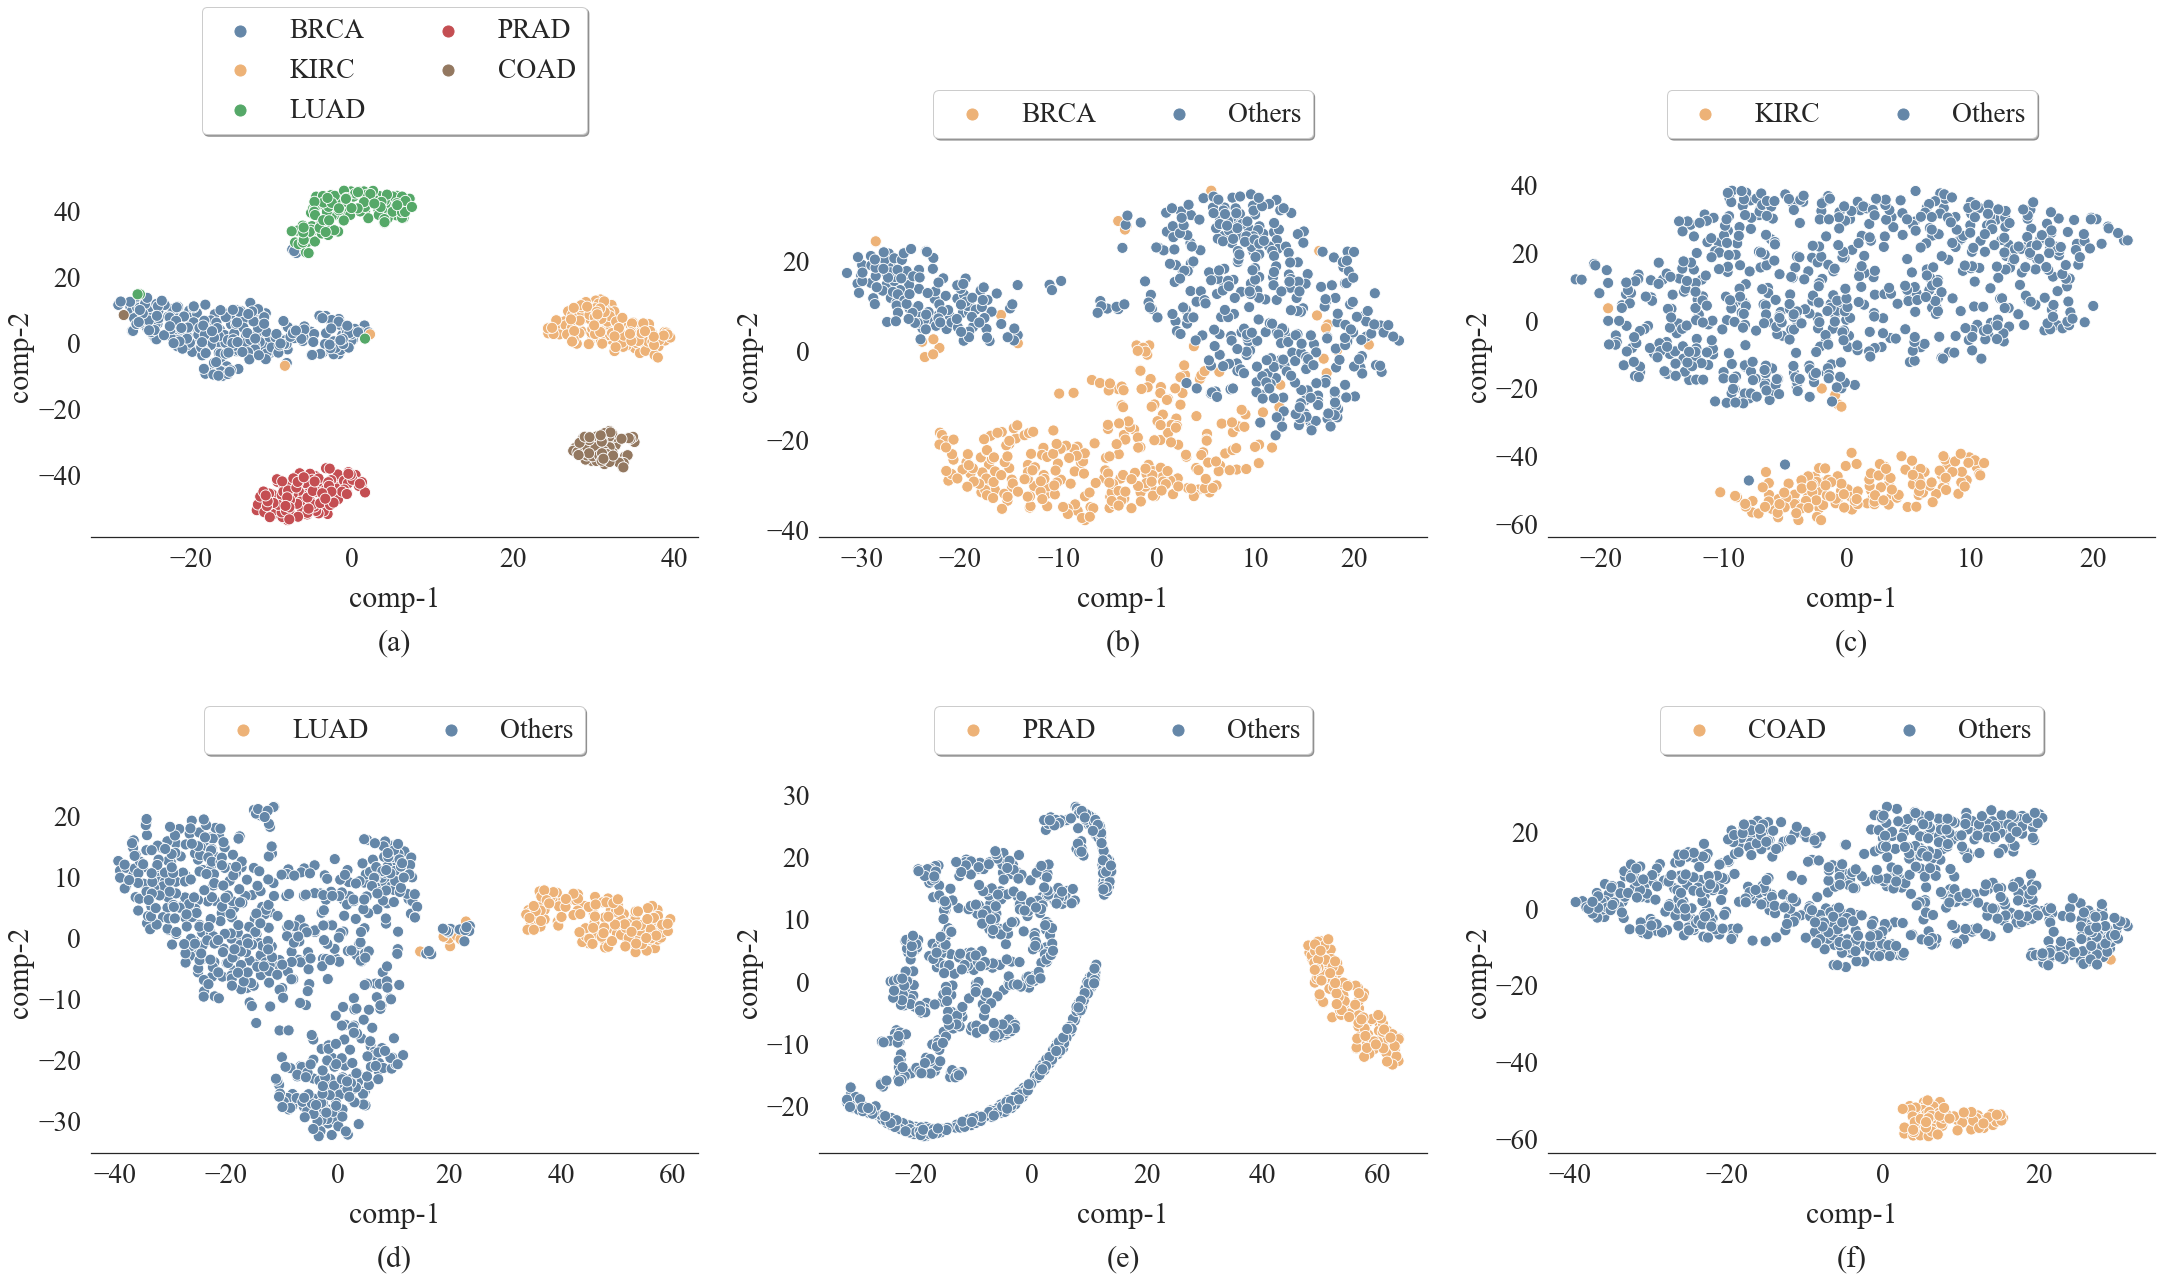 BRCA PRAD
KIRC COAD
LUAD
40
20
0
−20
−40
comp-2
−20 0 20 40
comp-1
(a)
BRCA Others
20
0
−20
−40
comp-2
−30 −20 −10 0 10 20
comp-1
(b)
KIRC Others
40
20
0
−20
−40
−60
comp-2
−20 −10 0 10 20
comp-1
(c)
LUAD Others
20
10
0
−10
−20
−30
comp-2
−40 −20 0 20 40 60
comp-1
(d)
PRAD Others
30
20
10
0
−10
−20
comp-2
−20 0 20 40 60
comp-1
(e)
COAD Others
20
0
−20
−40
−60
comp-2
−40 −20 0 20
comp-1
(f)